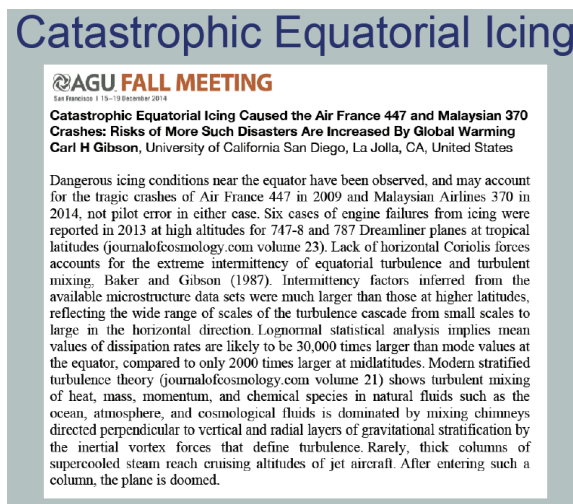 Catastrophic Equatorial Icing
AGU FALL MEETING
San Francisco | 15–19 December 2014
Catastrophic Equatorial Icing Caused the Air France 447 and Malaysian 370
Crashes: Risks of More Such Disasters Are Increased By Global Warming
Carl H Gibson, University of California San Diego, La Jolla, CA, United States
Dangerous icing conditions near the equator have been observed, and may account
for the tragic crashes of Air France 447 in 2009 and Malaysian Airlines 370 in
2014, not pilot error in either case. Six cases of engine failures from icing were
reported in 2013 at high altitudes for 747-8 and 787 Dreamliner planes at tropical
latitudes (journalofcosmology.com volume 23). Lack of horizontal Coriolis forces
accounts for the extreme intermittency of equatorial turbulence and turbulent
mixing, Baker and Gibson (1987). Intermittency factors inferred from the
available microstructure data sets were much larger than those at higher latitudes,
reflecting the wide range of scales of the turbulence cascade from small scales to
large in the horizontal direction. Lognormal statistical analysis implies mean
values of dissipation rates are likely to be 30,000 times larger than mode values at
the equator, compared to only 2000 times larger at midlatitudes. Modern stratified
turbulence theory (journalofcosmology.com volume 21) shows turbulent mixing
of heat, mass, momentum, and chemical species in natural fluids such as the
ocean, atmosphere, and cosmological fluids is dominated by mixing chimneys
directed perpendicular to vertical and radial layers of gravitational stratification by
the inertial vortex forces that define turbulence. Rarely, thick columns of
supercooled steam reach cruising altitudes of jet aircraft. After entering such a
column, the plane is doomed.